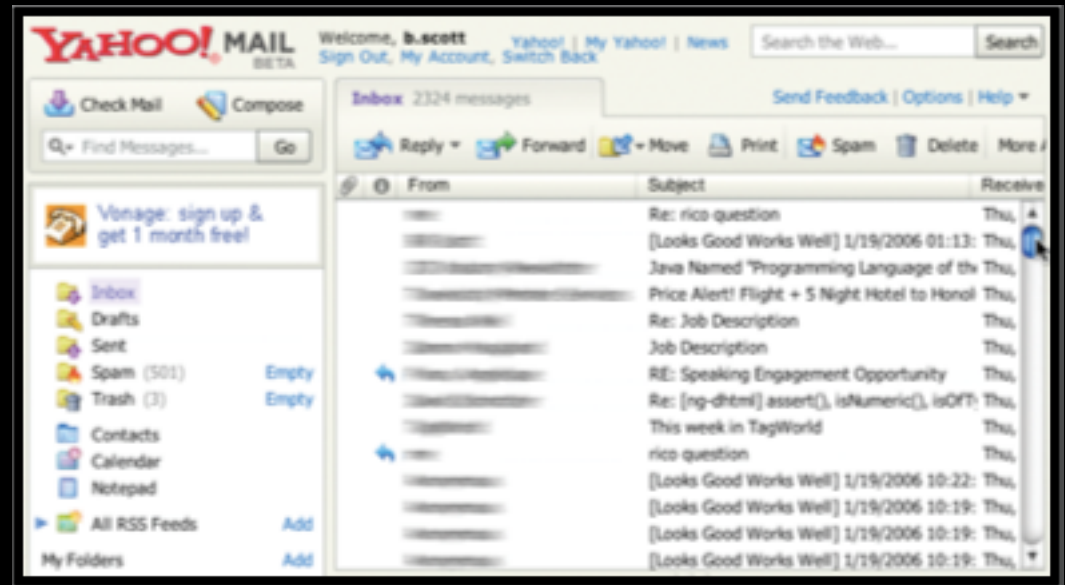 YAHOO! MAIL
BETA
Welcome, b.scott
Sign Out, My Account, Switch Back
Yahoo! | My Yahoo! | News
Search the Web...
Search
Check Mail
Compose
Find Messages...
Go
Inbox 2324 messages
Send Feedback | Options | Help
Reply
Forward
Move
Print
Spam
Delete
More
Vonage: sign up &
get 1 month free!
Inbox
Drafts
Sent
Spam (501) Empty
Trash (3) Empty
Contacts
Calendar
Notepad
All RSS Feeds Add
My Folders Add
From Subject Receive
Re: rico question Thu,
[Looks Good Works Well] 1/19/2006 01:13: Thu,
Java Named "Programming Language of th Thu,
Price Alert! Flight + 5 Night Hotel to Honol Thu,
Re: Job Description Thu,
Job Description Thu,
RE: Speaking Engagement Opportunity Thu,
Re: [ng-dhtml] assert(), isNumeric(), isOfT Thu,
This week in TagWorld Thu,
rico question Thu,
[Looks Good Works Well] 1/19/2006 10:22: Thu,
[Looks Good Works Well] 1/19/2006 10:19: Thu,
[Looks Good Works Well] 1/19/2006 10:19: Thu,
[Looks Good Works Well] 1/19/2006 10:19: Thu,